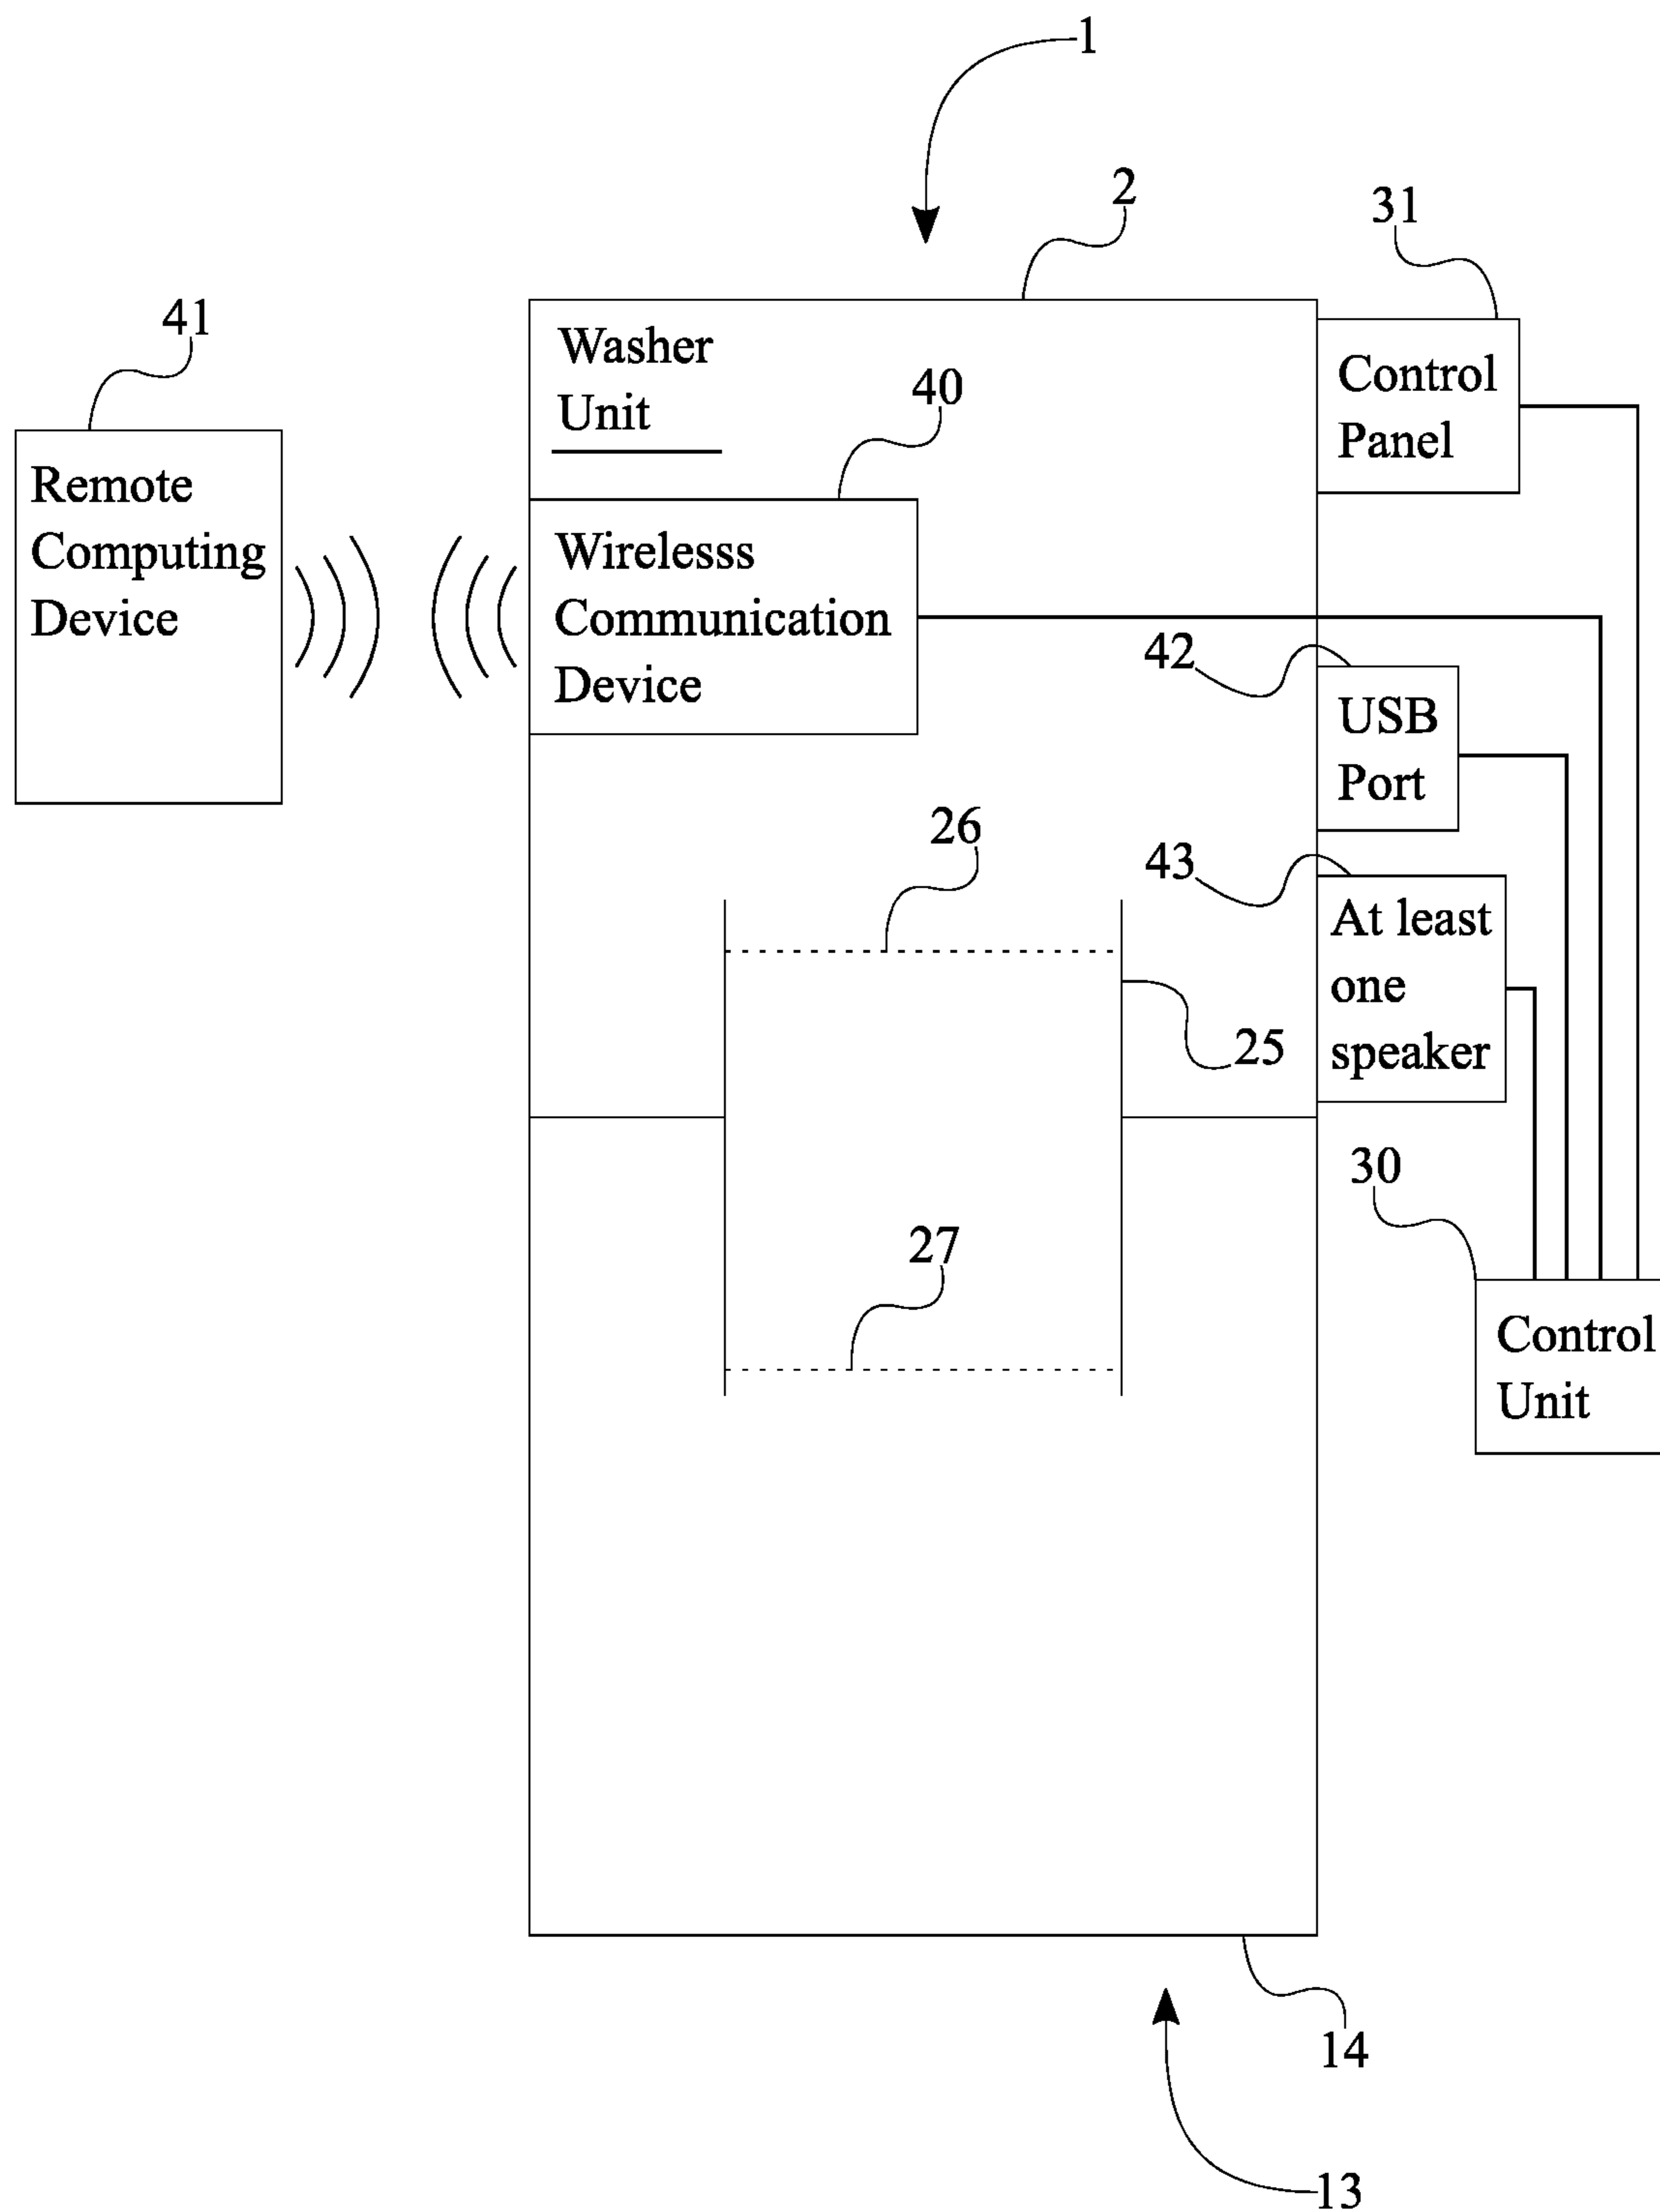 1
2
31
41
Washer
Unit
40
Control
Panel
Remote
Computing
Device
Wirelesss
Communication
Device
42
USB
Port
26
43
At least
one
speaker
25
30
27
Control
Unit
14
13